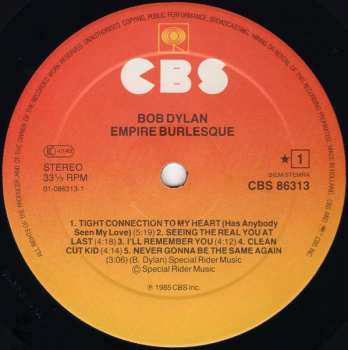 CBS
BOB DYLAN
EMPIRE BURLESQUE
STEREO
33⅓ RPM
01-086313-1
★ 1
BIEM/STEMRA
CBS 86313
1. TIGHT CONNECTION TO MY HEART (Has Anybody
Seen My Love) (5:19) 2. SEEING THE REAL YOU AT
LAST (4:18) 3. I'LL REMEMBER YOU (4:12) 4. CLEAN
CUT KID (4:14) 5. NEVER GONNA BE THE SAME AGAIN
(3:06) (B. Dylan) Ⓒ Special Rider Music
Ⓟ Special Rider Music
Ⓟ 1985 CBS Inc.